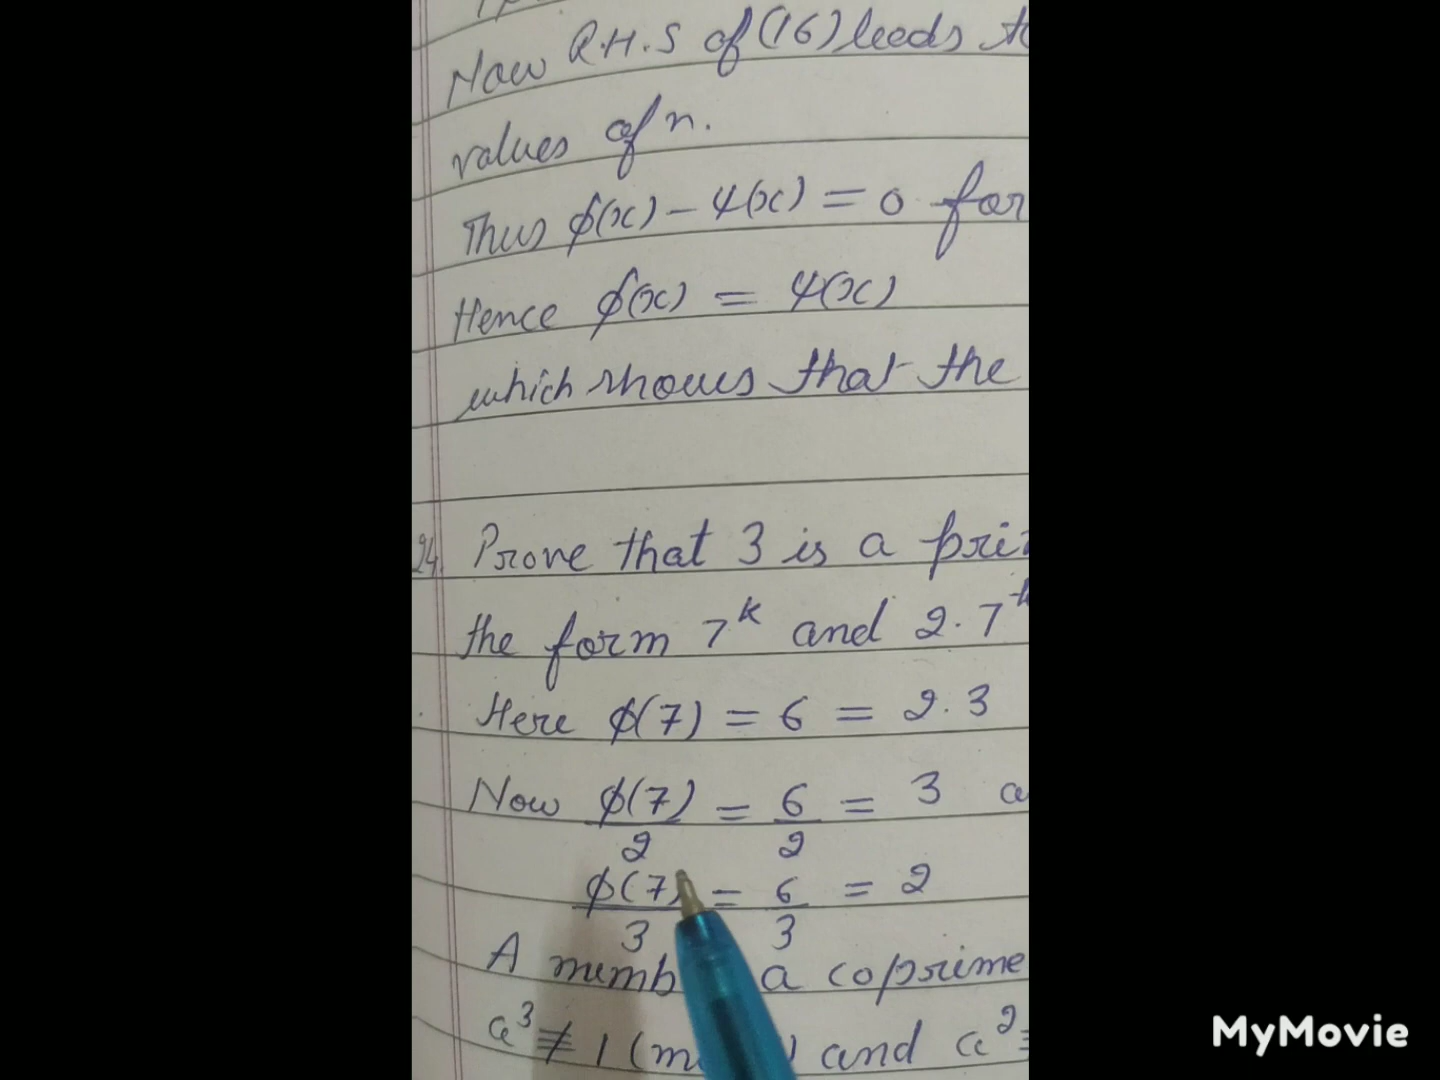 Now R.H.S of (16) leads
values of n.
Thus ϕ(x) - ψ(x) = 0 for
Hence ϕ(x) = ψ(x)
which shows that the
24. Prove that 3 is a pri
the form 7^k and 2.7^k
Here ϕ(7) = 6 = 2.3
Now ϕ(7)/2 = 6/2 = 3 a
ϕ(7)/3 = 6/3 = 2
A numb a coprime
a^3 ≢ 1 (m ) and a^2 ≡
MyMovie